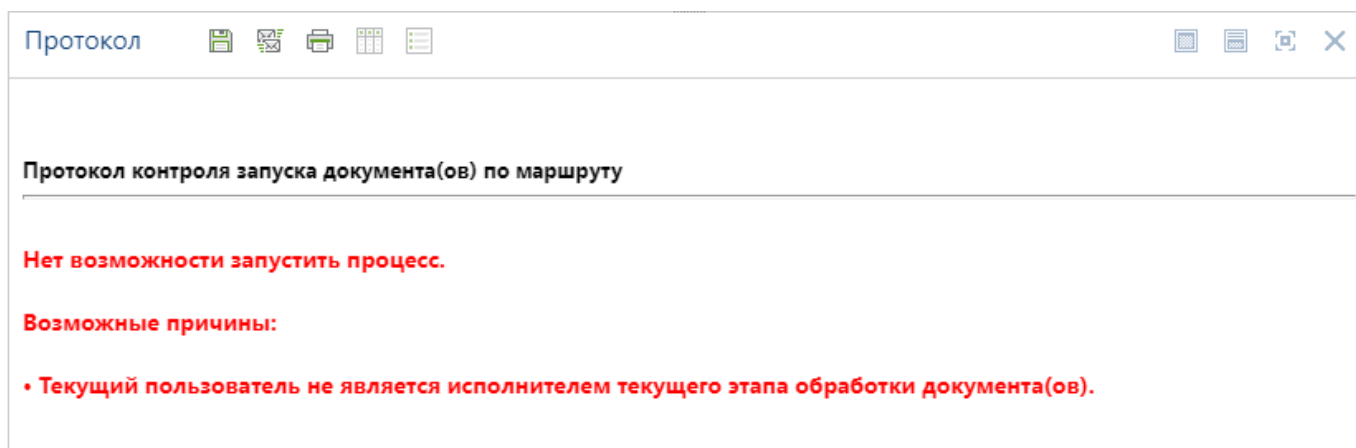 Протокол
Протокол контроля запуска документа(ов) по маршруту
Нет возможности запустить процесс.
Возможные причины:
• Текущий пользователь не является исполнителем текущего этапа обработки документа(ов).